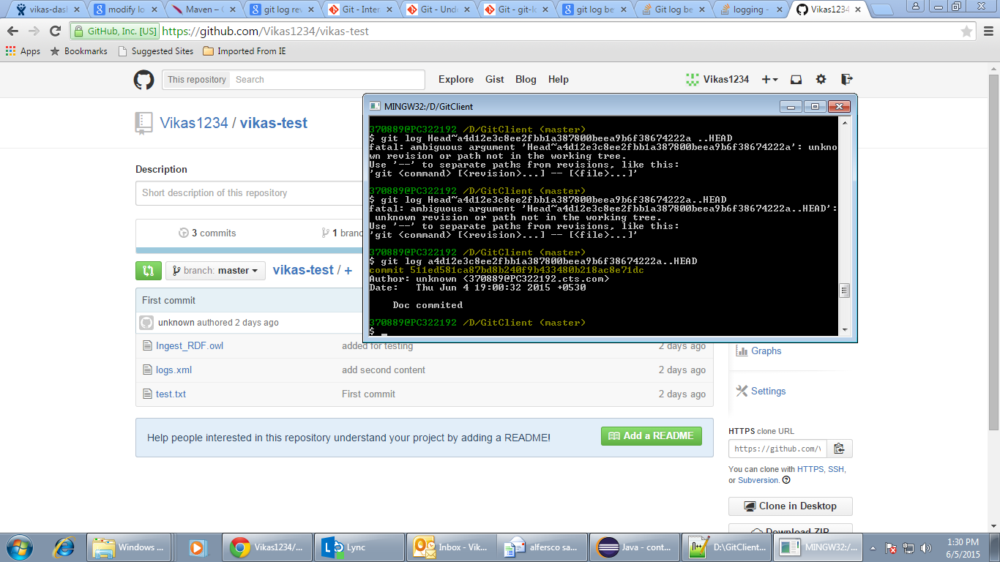 vikas-das
modify lo
Maven – C
git log rev
Git - Inter
Git - Und
Git - git-lo
git log be
Git log be
logging -
Vikas1234
GitHub, Inc. [US] https://github.com/Vikas1234/vikas-test
Apps Bookmarks Suggested Sites Imported From IE
This repository Search Explore Gist Blog Help Vikas1234
Vikas1234 / vikas-test
Description
Short description of this repository
3 commits 1 branc
branch: master vikas-test / +
First commit
unknown authored 2 days ago
Ingest_RDF.owl added for testing 2 days ago
logs.xml add second content 2 days ago
test.txt First commit 2 days ago
Help people interested in this repository understand your project by adding a README! Add a README
MINGW32:/D/GitClient
370889@PC322192 /D/GitClient (master)
$ git log Head~a4d12e3c8ee2fbb1a387800beea9b6f38674222a ..HEAD
fatal: ambiguous argument 'Head~a4d12e3c8ee2fbb1a387800beea9b6f38674222a': unkno
wn revision or path not in the working tree.
Use '--' to separate paths from revisions, like this:
'git <command> [<revision>...] -- [<file>...]'
370889@PC322192 /D/GitClient (master)
$ git log Head~a4d12e3c8ee2fbb1a387800beea9b6f38674222a..HEAD
fatal: ambiguous argument 'Head~a4d12e3c8ee2fbb1a387800beea9b6f38674222a..HEAD':
unknown revision or path not in the working tree.
Use '--' to separate paths from revisions, like this:
'git <command> [<revision>...] -- [<file>...]'
370889@PC322192 /D/GitClient (master)
$ git log a4d12e3c8ee2fbb1a387800beea9b6f38674222a..HEAD
commit 511ed581ca87bd8b240f9b433480b218ac8e71dc
Author: unknown <370889@PC322192.cts.com>
Date: Thu Jun 4 19:00:32 2015 +0530
Doc commited
370889@PC322192 /D/GitClient (master)
$
Graphs
Settings
HTTPS clone URL
https://github.com/
You can clone with HTTPS, SSH,
or Subversion.
Clone in Desktop
Download ZIP
Windows ...
Vikas1234/...
Lync
Inbox - Vik...
alfersco sa...
Java - cont...
D:\GitClient...
MINGW32:/...
1:30 PM
6/5/2015